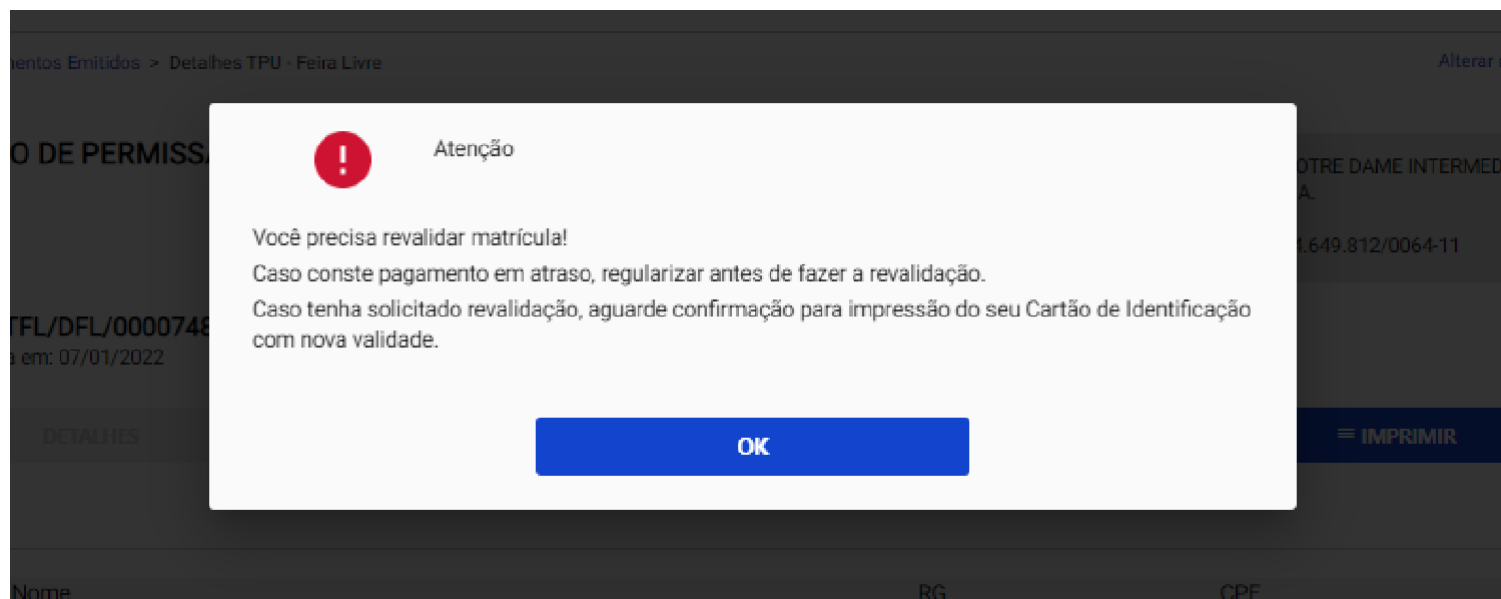 entos Emitidos > Detalhes TPU - Feira Livre
Alterar
O DE PERMISSA
Atenção
OTRE DAME INTERMED
A.
Você precisa revalidar matrícula!
.649.812/0064-11
Caso conste pagamento em atraso, regularizar antes de fazer a revalidação.
Caso tenha solicitado revalidação, aguarde confirmação para impressão do seu Cartão de Identificação
com nova validade.
TFL/DFL/0000748
em: 07/01/2022
DETALHES
OK
IMPRIMIR
Nome
RG
CPF